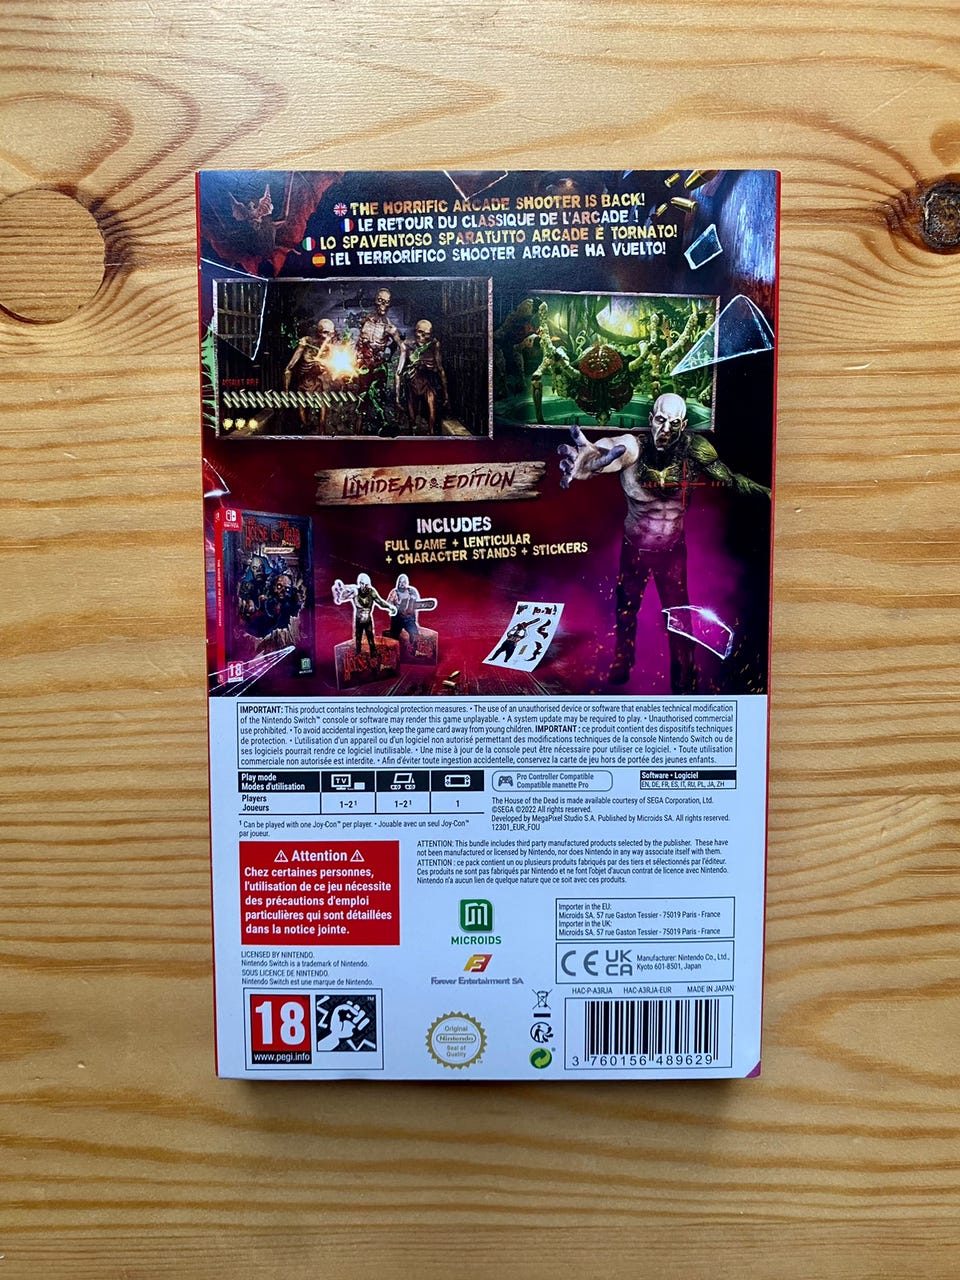 THE HORRIFIC ARCADE SHOOTER IS BACK!
LE RETOUR DU CLASSIQUE DE L'ARCADE !
LO SPAVENTOSO SPARATUTTO ARCADE È TORNATO!
¡EL TERRORÍFICO SHOOTER ARCADE HA VUELTO!
ASSAULT RIFLE
LIMIDEAD EDITION
INCLUDES
FULL GAME + LENTICULAR
+ CHARACTER STANDS + STICKERS
IMPORTANT: This product contains technological protection measures. • The use of an unauthorised device or software that enables technical modification
of the Nintendo Switch™ console or software may render this game unplayable. • A system update may be required to play. • Unauthorised commercial
use prohibited. • To avoid accidental ingestion, keep the game card away from young children. IMPORTANT : ce produit contient des dispositifs techniques
de protection. • L'utilisation d'un appareil ou d'un logiciel non autorisé permettant des modifications techniques de la console Nintendo Switch ou de
ses logiciels pourrait rendre ce logiciel inutilisable. • Une mise à jour de la console peut être nécessaire pour utiliser ce logiciel. • Toute utilisation
commerciale non autorisée est interdite. • Afin d'éviter toute ingestion accidentelle, conservez la carte de jeu hors de portée des jeunes enfants.
Play mode
Modes d'utilisation
TV
Players
Joueurs
1-2¹
1-2¹
1
Pro Controller Compatible
Compatible manette Pro
Software • Logiciel
EN, DE, FR, ES, IT, RU, PL, JA, ZH
¹ Can be played with one Joy-Con™ per player. • Jouable avec un seul Joy-Con™
par joueur.
The House of the Dead is made available courtesy of SEGA Corporation, Ltd.
©SEGA ©2022 All rights reserved.
Developed by MegaPixel Studio S.A. Published by Microids SA. All rights reserved.
12301_EUR_FOU
ATTENTION: This bundle includes third party manufactured products selected by the publisher. These have
not been manufactured or licensed by Nintendo, nor does Nintendo in any way associate itself with them.
ATTENTION : ce pack contient un ou plusieurs produits fabriqués par des tiers et sélectionnés par l'éditeur.
Ces produits ne sont pas fabriqués par Nintendo et ne font l'objet d'aucun contrat de licence avec Nintendo.
Nintendo n'a aucun lien de quelque nature que ce soit avec ces produits.
Attention
Chez certaines personnes,
l'utilisation de ce jeu nécessite
des précautions d'emploi
particulières qui sont détaillées
dans la notice jointe.
MICROIDS
Forever Entertainment SA
Importer in the EU:
Microids SA. 57 rue Gaston Tessier - 75019 Paris - France
Importer in the UK:
Microids SA. 57 rue Gaston Tessier - 75019 Paris - France
CE UK
CA
Manufacturer: Nintendo Co., Ltd.,
Kyoto 601-8501, Japan
LICENSED BY NINTENDO.
Nintendo Switch is a trademark of Nintendo.
SOUS LICENCE DE NINTENDO.
Nintendo Switch est une marque de Nintendo.
HAC-P-A3RJA HAC-A3RJA-EUR MADE IN JAPAN
18
www.pegi.info
TM
Original
Nintendo
Seal of
Quality
3 760156 489629